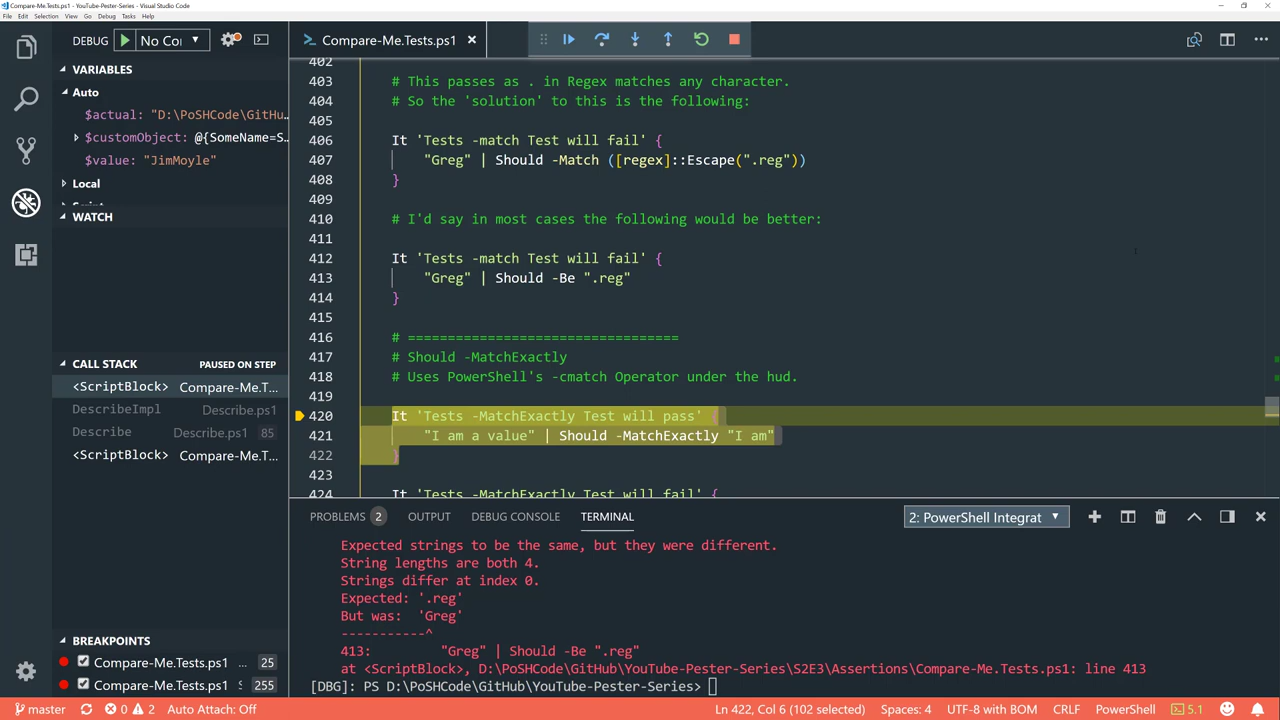 Compare-Me.Tests.ps1 - YouTube-Pester-Series - Visual Studio Code
File Edit Selection View Go Debug Tasks Help
DEBUG No Co
Compare-Me.Tests.ps1
VARIABLES
Auto
$actual: "D:\PoSHCode\GitHu…
$customObject: @{SomeName=S…
$value: "JimMoyle"
Local
WATCH
CALL STACK PAUSED ON STEP
<ScriptBlock> Compare-Me.T…
DescribeImpl Describe.ps1
Describe Describe.ps1 85
<ScriptBlock> Compare-Me.T…
BREAKPOINTS
Compare-Me.Tests.ps1 … 25
Compare-Me.Tests.ps1 255
402
403 # This passes as . in Regex matches any character.
404 # So the 'solution' to this is the following:
405
406 It 'Tests -match Test will fail' {
407 "Greg" | Should -Match ([regex]::Escape(".reg"))
408 }
409
410 # I'd say in most cases the following would be better:
411
412 It 'Tests -match Test will fail' {
413 "Greg" | Should -Be ".reg"
414 }
415
416 # ==================================
417 # Should -MatchExactly
418 # Uses PowerShell's -cmatch Operator under the hud.
419
420 It 'Tests -MatchExactly Test will pass' {
421 "I am a value" | Should -MatchExactly "I am"
422 }
423
424 It 'Tests -MatchExactly Test will fail' {
PROBLEMS 2 OUTPUT DEBUG CONSOLE TERMINAL 2: PowerShell Integrat
Expected strings to be the same, but they were different.
String lengths are both 4.
Strings differ at index 0.
Expected: '.reg'
But was: 'Greg'
-----------^
413: "Greg" | Should -Be ".reg"
at <ScriptBlock>, D:\PoSHCode\GitHub\YouTube-Pester-Series\S2E3\Assertions\Compare-Me.Tests.ps1: line 413
[DBG]: PS D:\PoSHCode\GitHub\YouTube-Pester-Series>
master 0 2 Auto Attach: Off Ln 422, Col 6 (102 selected) Spaces: 4 UTF-8 with BOM CRLF PowerShell 5.1